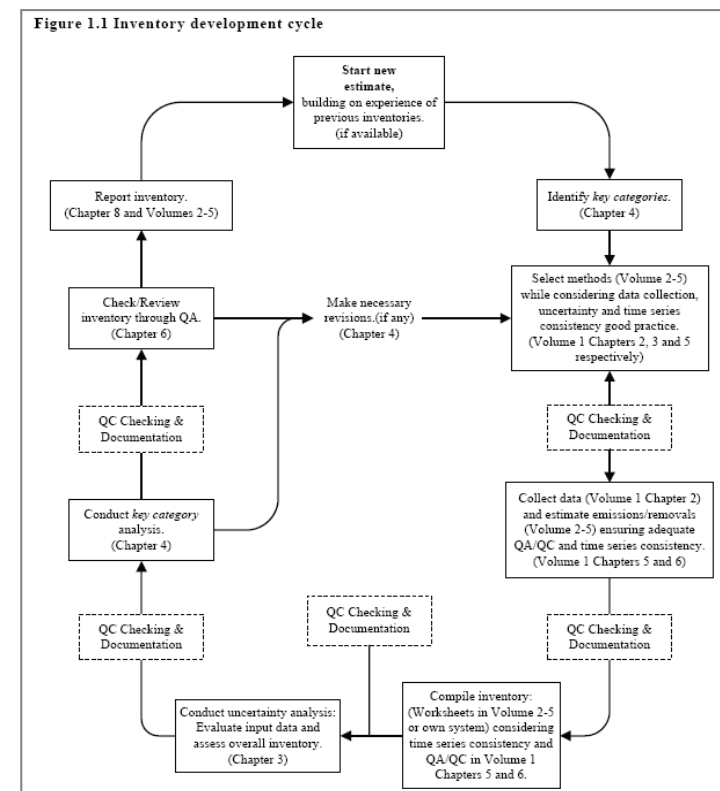 Figure 1.1 Inventory development cycle
Start new
estimate,
building on experience of
previous inventories.
(if available)
Report inventory.
(Chapter 8 and Volumes 2-5)
Identify key categories.
(Chapter 4)
Check/Review
inventory through QA.
(Chapter 6)
Make necessary
revisions.(if any)
(Chapter 4)
Select methods (Volume 2-5)
while considering data collection,
uncertainty and time series
consistency good practice.
(Volume 1 Chapters 2, 3 and 5
respectively)
QC Checking &
Documentation
QC Checking &
Documentation
Conduct key category
analysis.
(Chapter 4)
Collect data (Volume 1 Chapter 2)
and estimate emissions/removals
(Volume 2-5) ensuring adequate
QA/QC and time series consistency.
(Volume 1 Chapters 5 and 6)
QC Checking &
Documentation
QC Checking &
Documentation
QC Checking &
Documentation
Conduct uncertainty analysis:
Evaluate input data and
assess overall inventory.
(Chapter 3)
Compile inventory:
(Worksheets in Volume 2-5
or own system) considering
time series consistency and
QA/QC in Volume 1
Chapters 5 and 6.